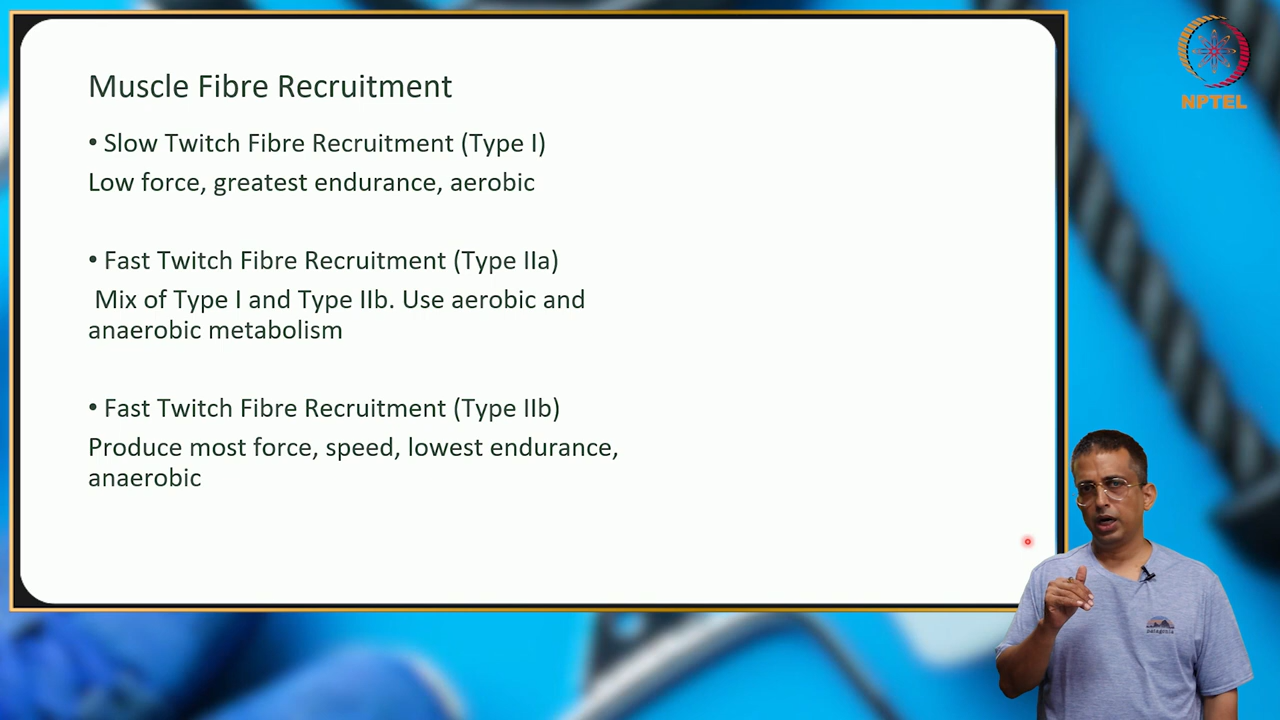 NPTEL
Muscle Fibre Recruitment
• Slow Twitch Fibre Recruitment (Type I)
Low force, greatest endurance, aerobic
• Fast Twitch Fibre Recruitment (Type IIa)
Mix of Type I and Type IIb. Use aerobic and
anaerobic metabolism
• Fast Twitch Fibre Recruitment (Type IIb)
Produce most force, speed, lowest endurance,
anaerobic
patagonia